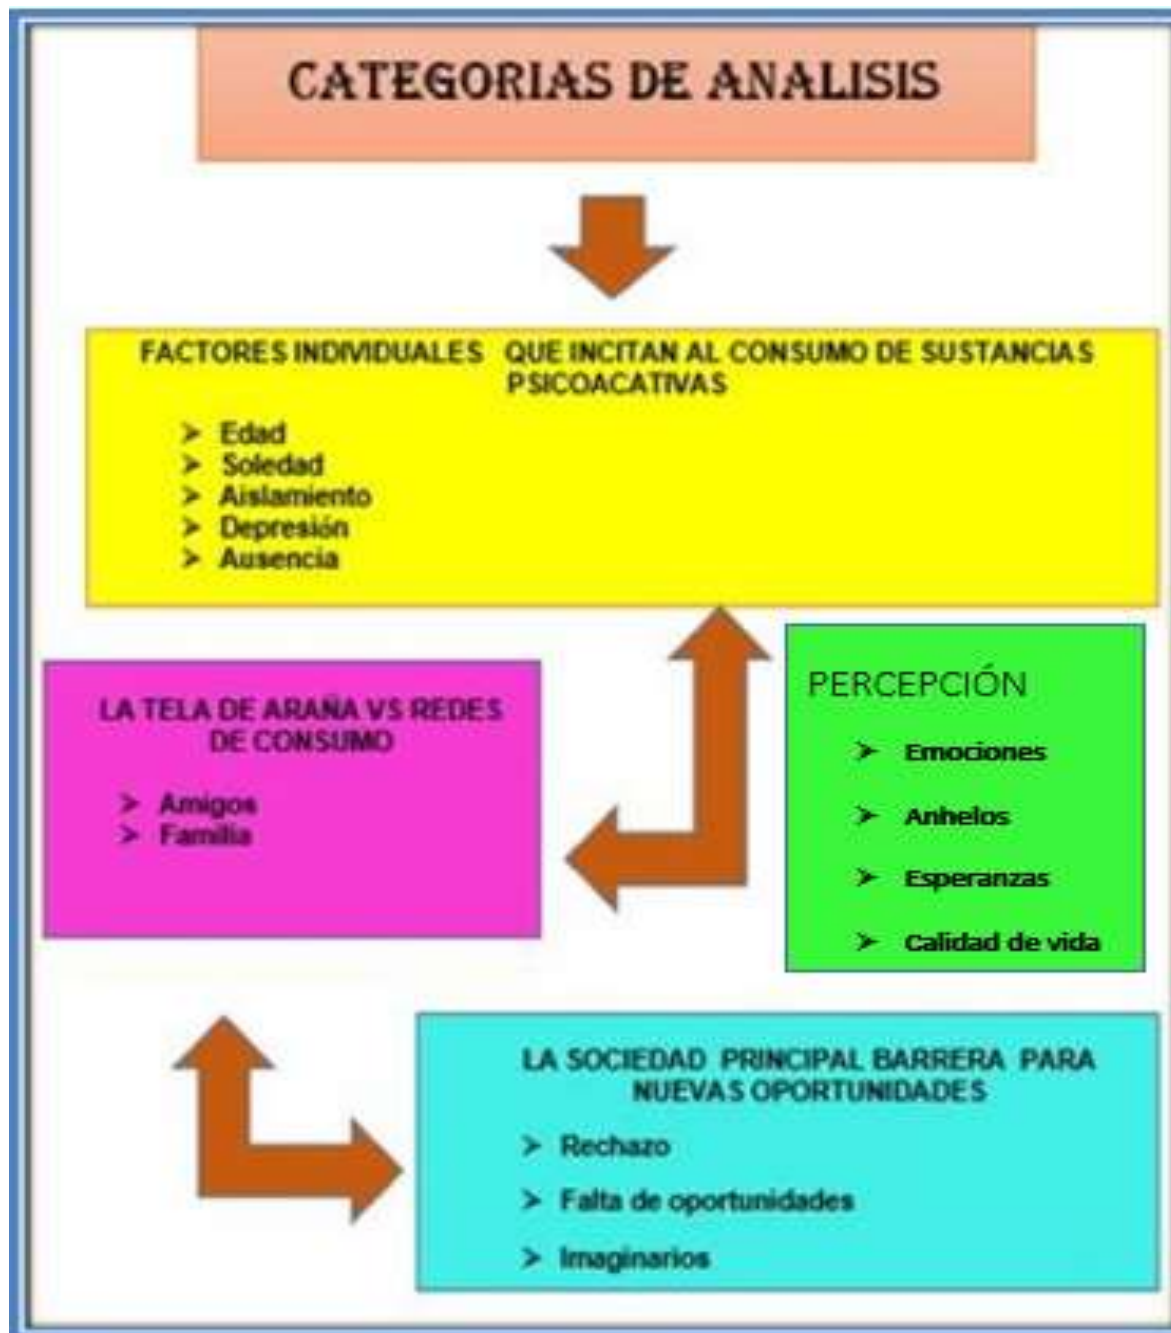 CATEGORIAS DE ANALISIS
FACTORES INDIVIDUALES QUE INCITAN AL CONSUMO DE SUSTANCIAS
PSICOACATIVAS
➤ Edad
➤ Soledad
➤ Aislamiento
➤ Depresión
➤ Ausencia
LA TELA DE ARAÑA VS REDES
DE CONSUMO
➤ Amigos
➤ Familia
PERCEPCIÓN
➤ Emociones
➤ Anhelos
➤ Esperanzas
➤ Calidad de vida
LA SOCIEDAD PRINCIPAL BARRERA PARA
NUEVAS OPORTUNIDADES
➤ Rechazo
➤ Falta de oportunidades
➤ Imaginarios